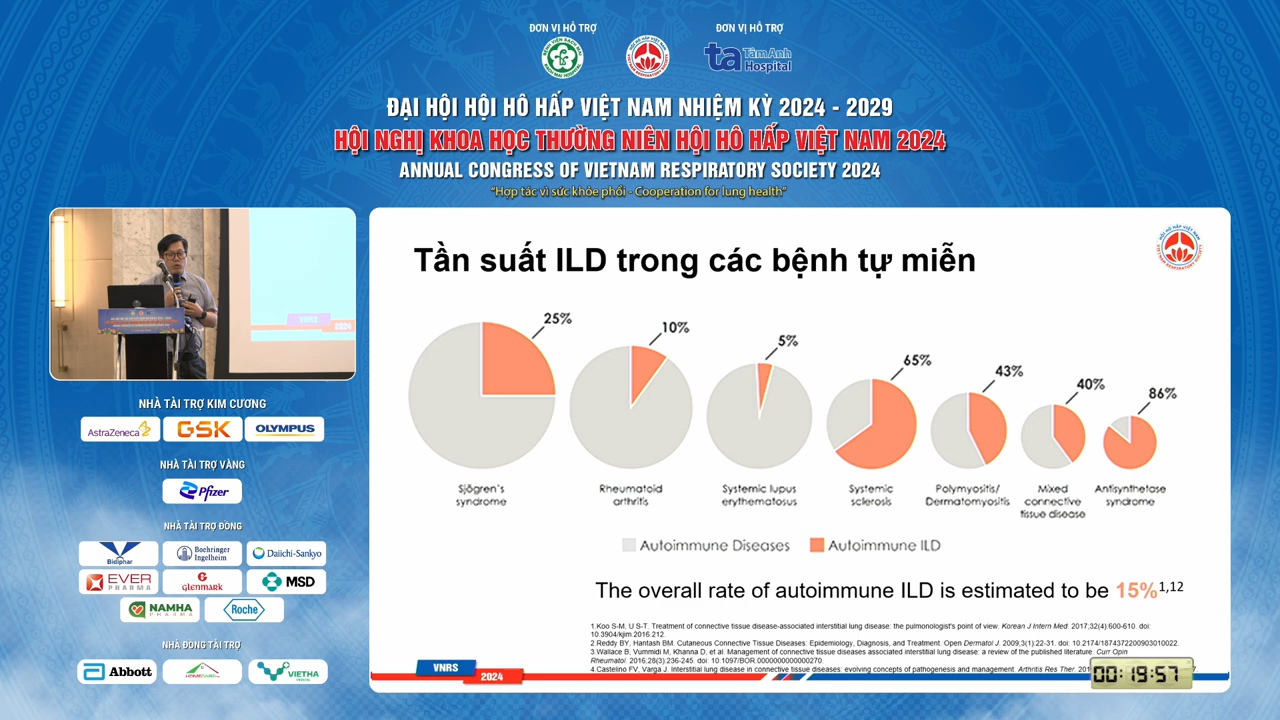 ĐƠN VỊ HỖ TRỢ
ĐƠN VỊ HỖ TRỢ
ta TâmAnh
Hospital
ĐẠI HỘI HỘI HÔ HẤP VIỆT NAM NHIỆM KỲ 2024 - 2029
HỘI NGHỊ KHOA HỌC THƯỜNG NIÊN HỘI HÔ HẤP VIỆT NAM 2024
ANNUAL CONGRESS OF VIETNAM RESPIRATORY SOCIETY 2024
"Hợp tác vì sức khỏe phổi - Cooperation for lung health"
NHÀ TÀI TRỢ KIM CƯƠNG
AstraZeneca
GSK
OLYMPUS
NHÀ TÀI TRỢ VÀNG
Pfizer
NHÀ TÀI TRỢ ĐỒNG
Bidiphar
Boehringer
Ingelheim
Daiichi-Sankyo
EVER
PHARMA
GLENMARK
MSD
NAMHA
PHARMA
Roche
NHÀ ĐỒNG TÀI TRỢ
Abbott
VIETHA
Tần suất ILD trong các bệnh tự miễn
25%
10%
5%
65%
43%
40%
86%
Sjögren's
syndrome
Rheumatoid
arthritis
Systemic lupus
erythematosus
Systemic
sclerosis
Polymyositis/
Dermatomyositis
Mixed
connective
tissue disease
Antisynthetase
syndrome
Autoimmune Diseases
Autoimmune ILD
The overall rate of autoimmune ILD is estimated to be 15%1,12
1.Koo S-M, U S-T. Treatment of connective tissue disease-associated interstitial lung disease: the pulmonologist's point of view. Korean J Intern Med. 2017;32(4):600-610. doi:
10.3904/kjim.2016.212.
2.Reddy BY, Hantash BM. Cutaneous Connective Tissue Diseases: Epidemiology, Diagnosis, and Treatment. Open Dermatol J. 2009;3(1):22-31. doi: 10.2174/1874372200903010022.
3.Wallace B, Vummidi M, Khanna D, et al. Management of connective tissue diseases associated interstitial lung disease: a review of the published literature. Curr Opin
Rheumatol. 2016;28(3):236-245. doi: 10.1097/BOR.0000000000000270.
4.Castelino FV, Varga J. Interstitial lung disease in connective tissue diseases: evolving concepts of pathogenesis and management. Arthritis Res Ther.
VNRS
2024
00:19:57